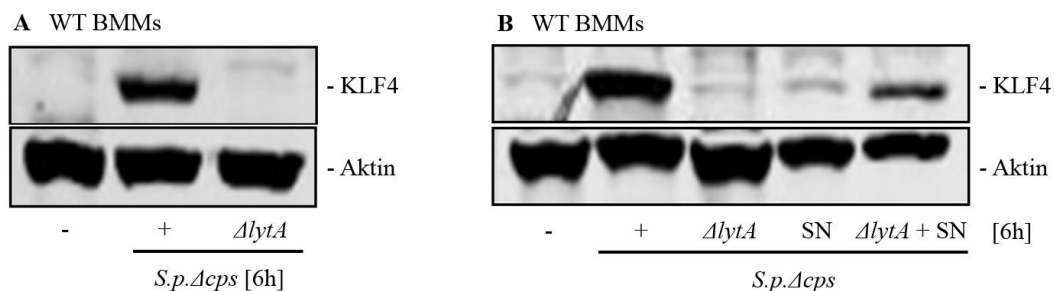 A WT BMMs
- KLF4
- Aktin
- + ΔlytA
S.p.Δcps [6h]
B WT BMMs
- KLF4
- Aktin
- + ΔlytA SN ΔlytA + SN [6h]
S.p.Δcps